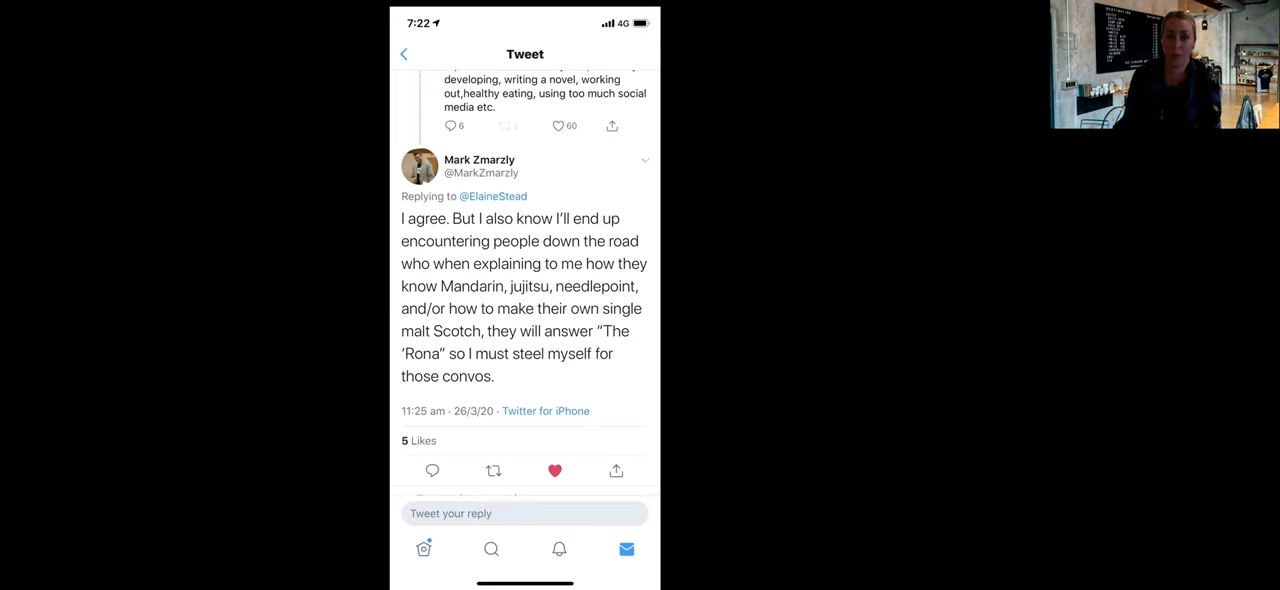 7:22
4G
Tweet
developing, writing a novel, working
out,healthy eating, using too much social
media etc.
6
60
Mark Zmarzly
@MarkZmarzly
Replying to @ElaineStead
I agree. But I also know I’ll end up
encountering people down the road
who when explaining to me how they
know Mandarin, jujitsu, needlepoint,
and/or how to make their own single
malt Scotch, they will answer “The
‘Rona” so I must steel myself for
those convos.
11:25 am · 26/3/20 · Twitter for iPhone
5 Likes
Tweet your reply